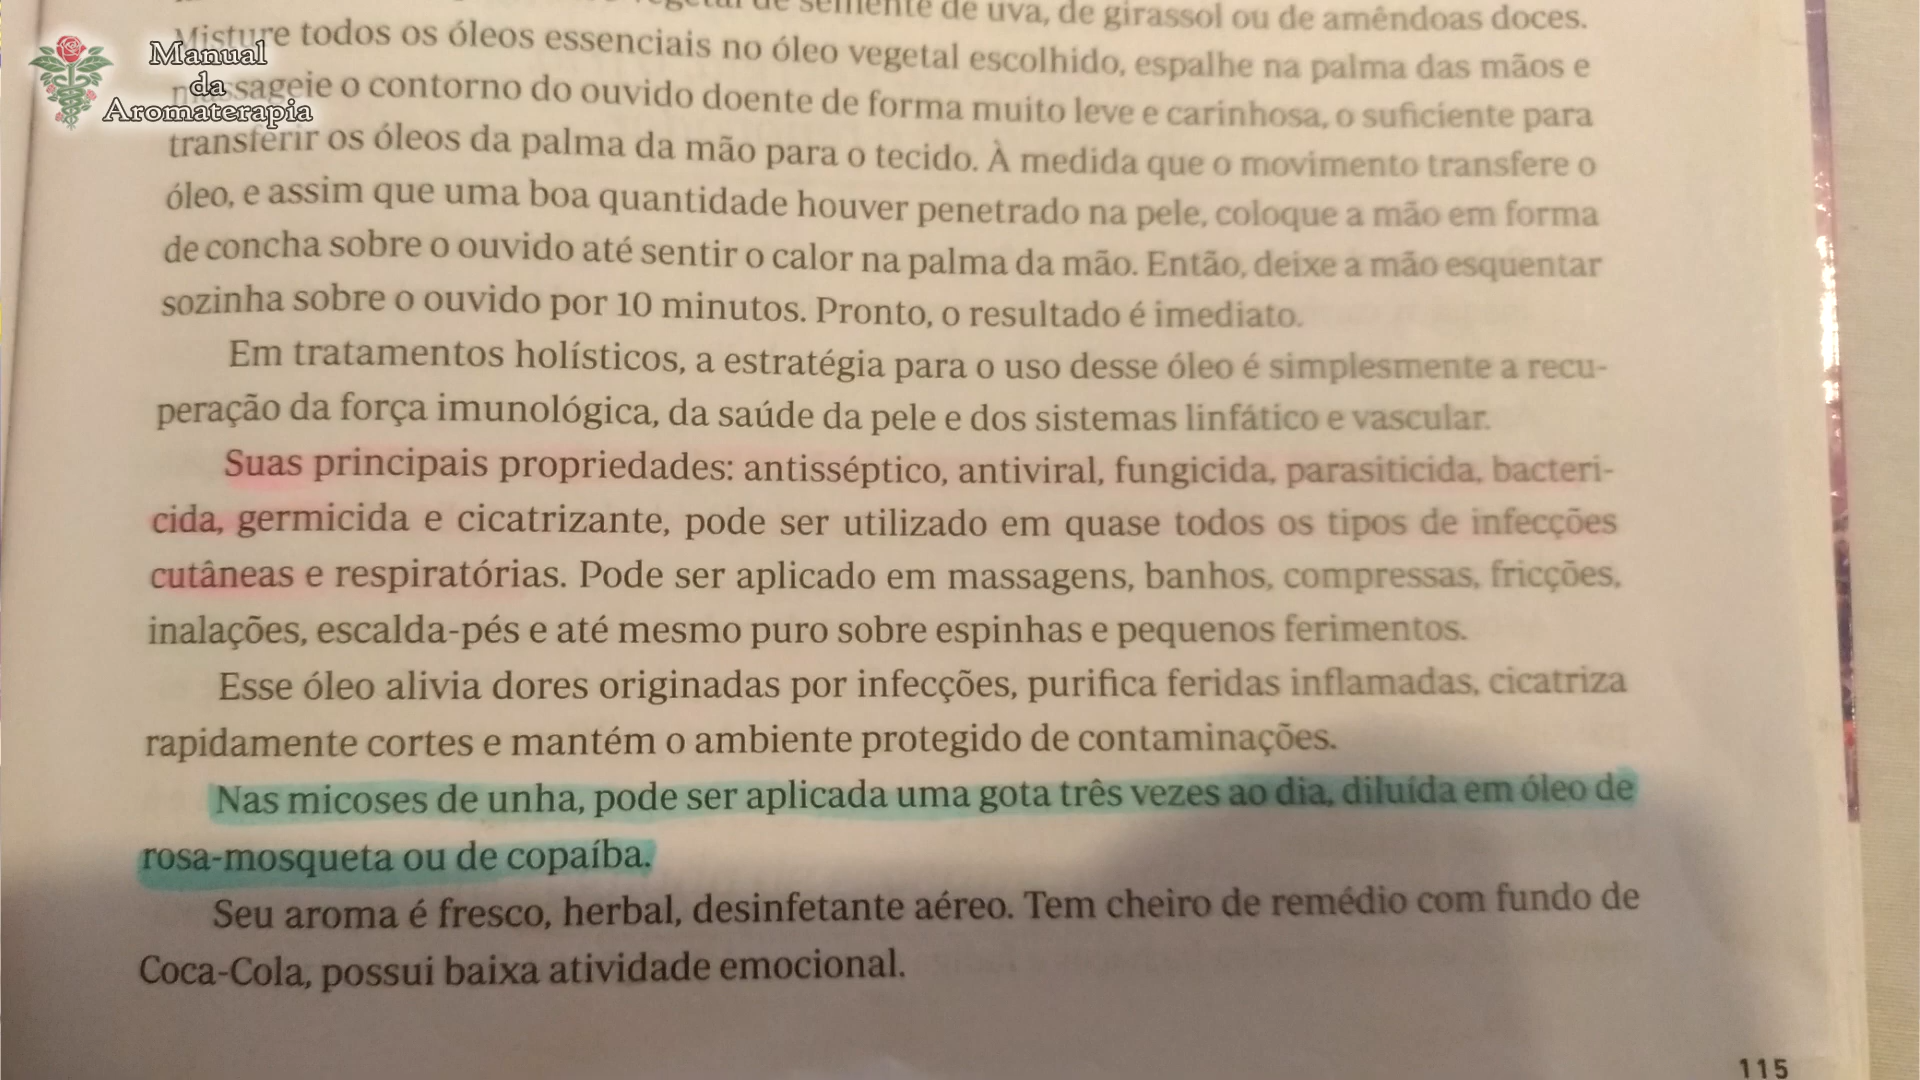 Manual
da
Aromaterapia
vegetal de semente de uva, de girassol ou de amêndoas doces.
Misture todos os óleos essenciais no óleo vegetal escolhido, espalhe na palma das mãos e
massageie o contorno do ouvido doente de forma muito leve e carinhosa, o suficiente para
transferir os óleos da palma da mão para o tecido. À medida que o movimento transfere o
óleo, e assim que uma boa quantidade houver penetrado na pele, coloque a mão em forma
de concha sobre o ouvido até sentir o calor na palma da mão. Então, deixe a mão esquentar
sozinha sobre o ouvido por 10 minutos. Pronto, o resultado é imediato.
Em tratamentos holísticos, a estratégia para o uso desse óleo é simplesmente a recu-
peração da força imunológica, da saúde da pele e dos sistemas linfático e vascular.
Suas principais propriedades: antisséptico, antiviral, fungicida, parasiticida, bacteri-
cida, germicida e cicatrizante, pode ser utilizado em quase todos os tipos de infecções
cutâneas e respiratórias. Pode ser aplicado em massagens, banhos, compressas, fricções,
inalações, escalda-pés e até mesmo puro sobre espinhas e pequenos ferimentos.
Esse óleo alivia dores originadas por infecções, purifica feridas inflamadas, cicatriza
rapidamente cortes e mantém o ambiente protegido de contaminações.
Nas micoses de unha, pode ser aplicada uma gota três vezes ao dia, diluída em óleo de
rosa-mosqueta ou de copaíba.
Seu aroma é fresco, herbal, desinfetante aéreo. Tem cheiro de remédio com fundo de
Coca-Cola, possui baixa atividade emocional.
115